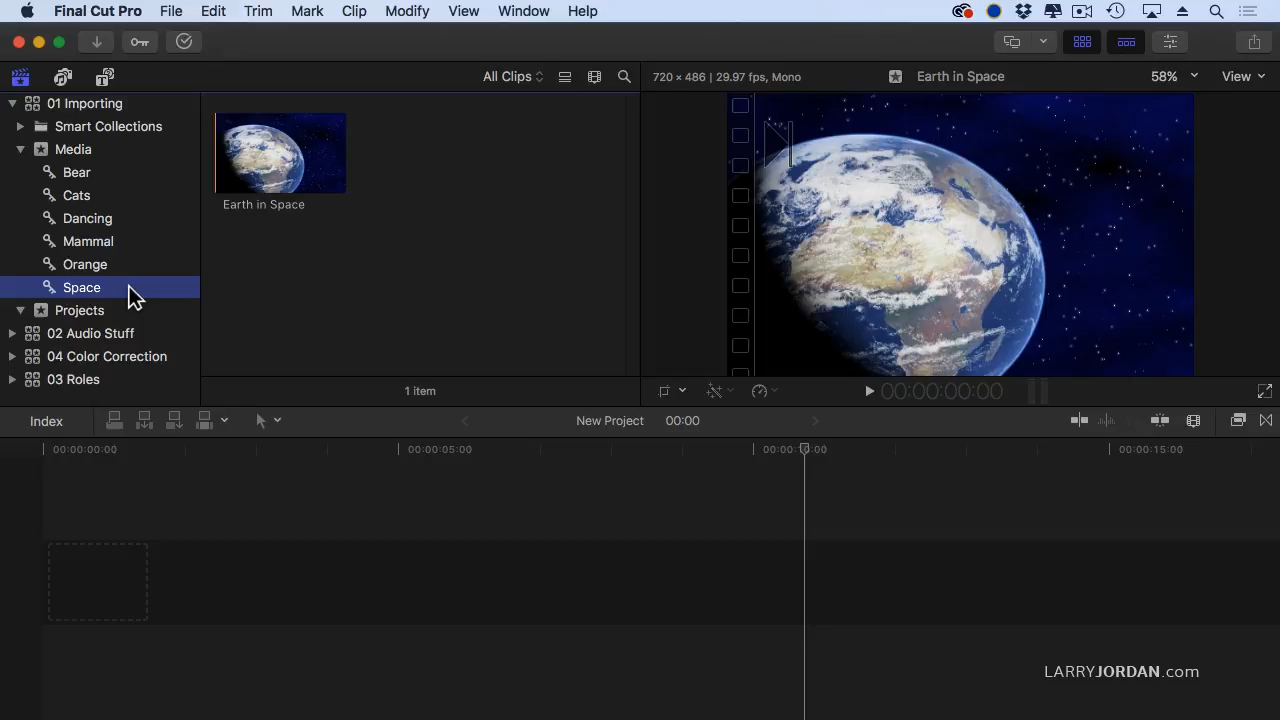 Final Cut Pro File Edit Trim Mark Clip Modify View Window Help
All Clips 720 × 486 | 29.97 fps, Mono Earth in Space 58% View
01 Importing
Smart Collections
Media
Bear
Cats
Dancing
Mammal
Orange
Space
Projects
02 Audio Stuff
04 Color Correction
03 Roles
Earth in Space
1 item
00:00:00:00
Index New Project 00:00
00:00:00:00 00:00:05:00 00:00:10:00 00:00:15:00
LARRYJORDAN.com